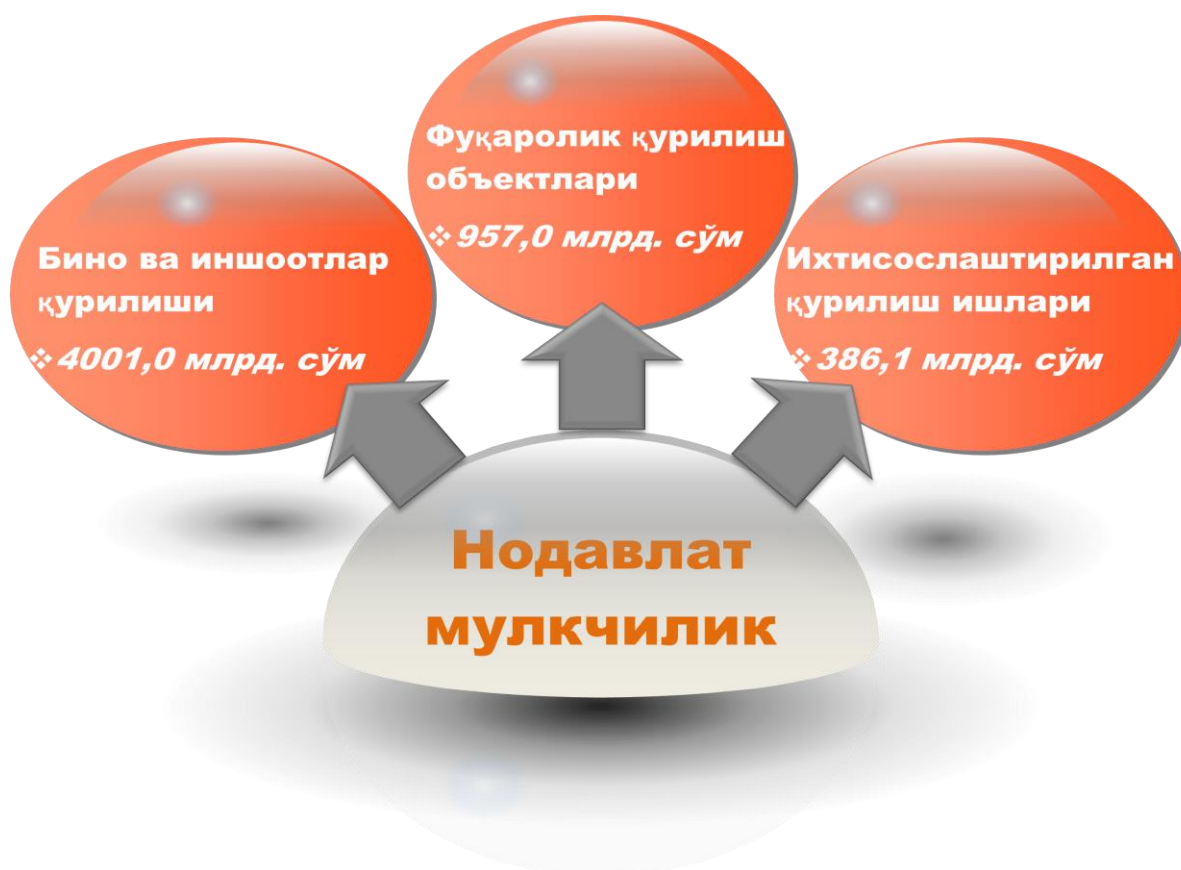 Фуқаролик қурилиш
объектлари
❖ 957,0 млрд. сўм
Бино ва иншоотлар
қурилиши
❖ 4001,0 млрд. сўм
Ихтисослаштирилган
қурилиш ишлари
❖ 386,1 млрд. сўм
Нодавлат
мулкчилик